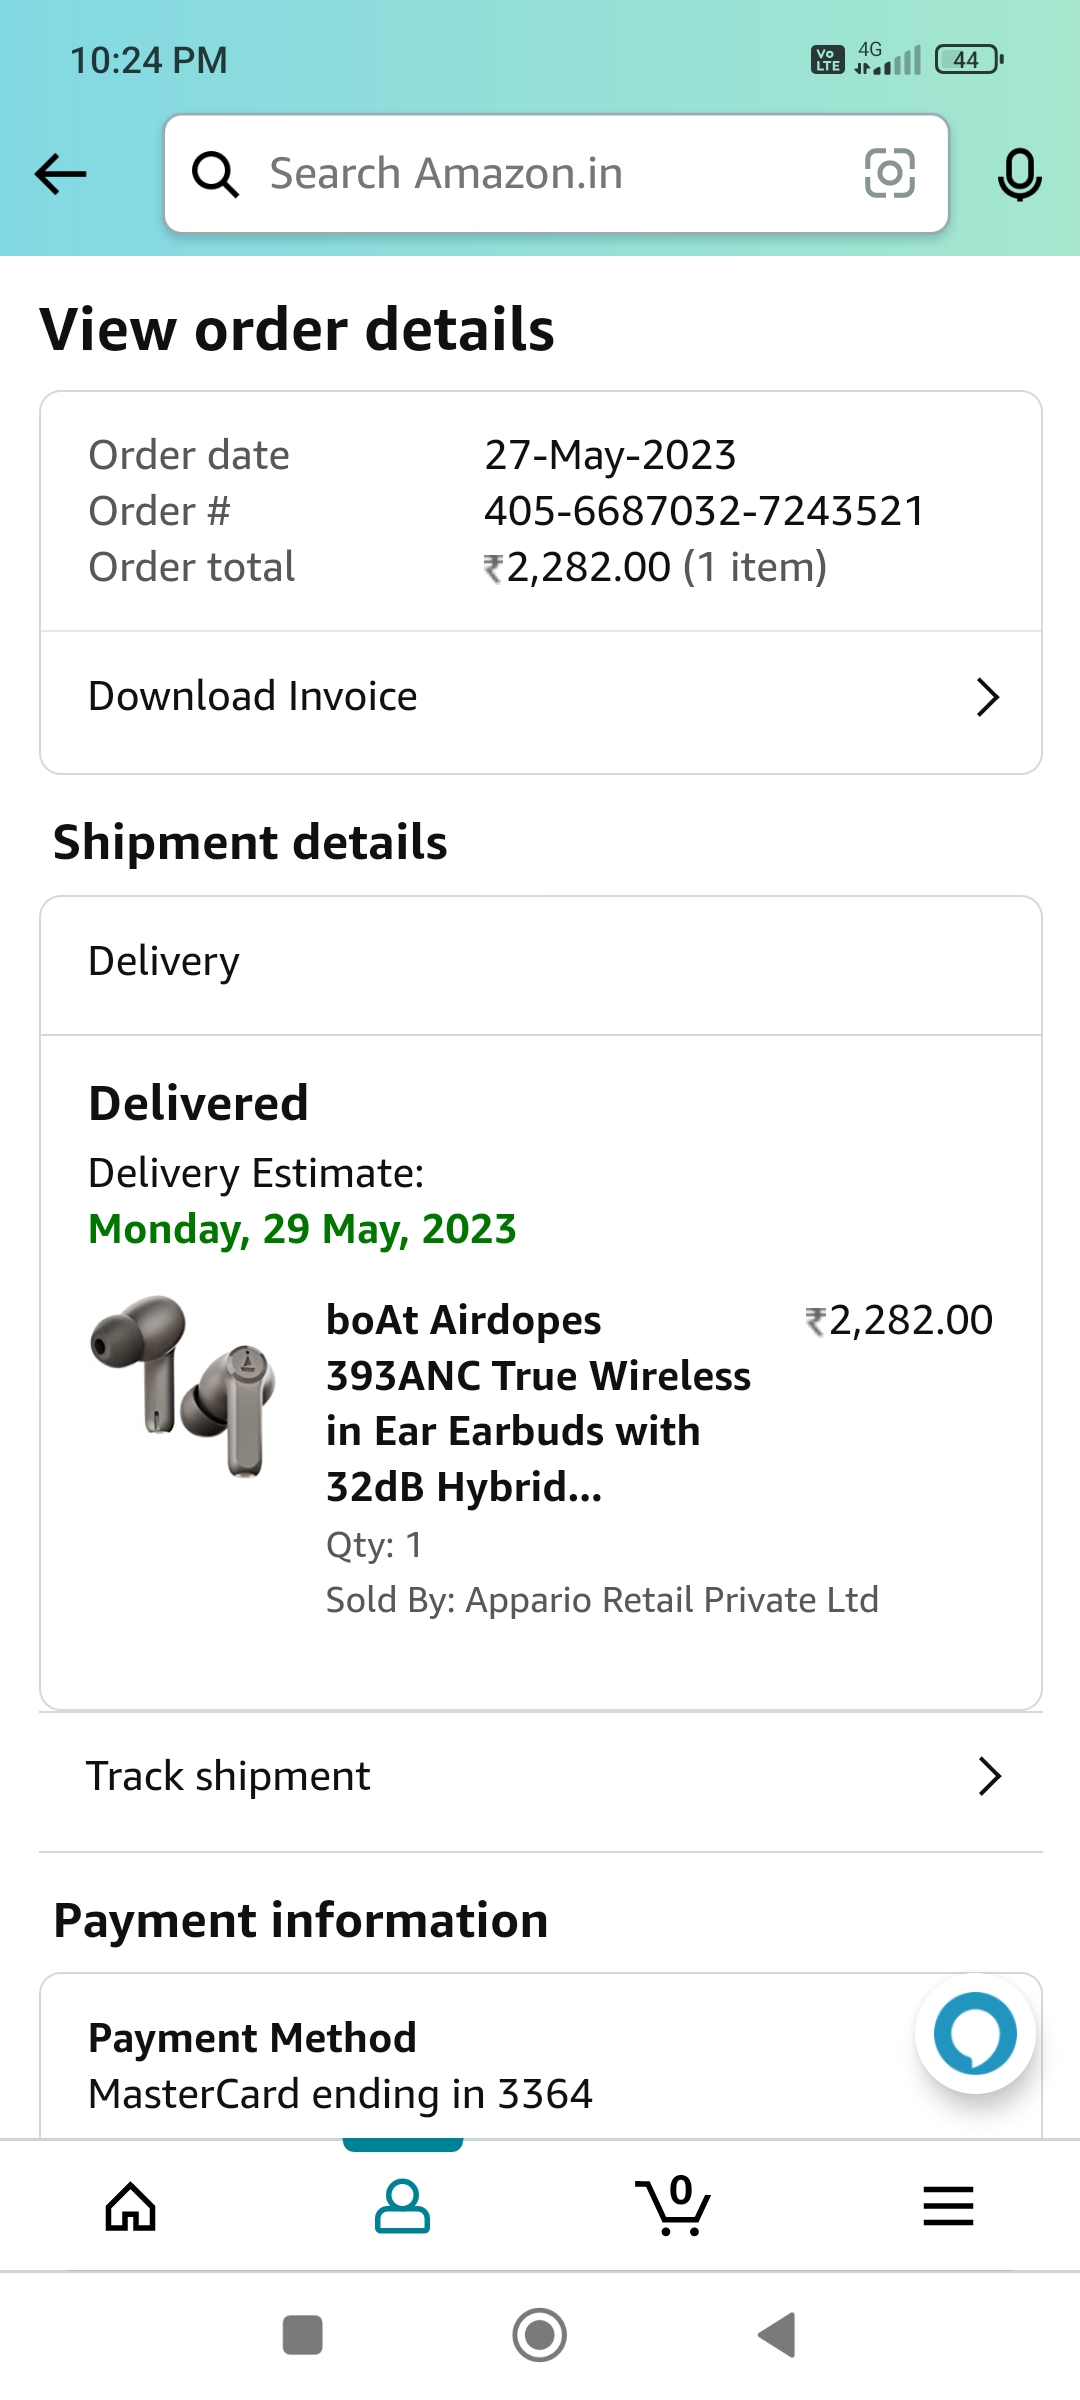 10:24 PM
Vo LTE 4G 44
Search Amazon.in
View order details
Order date 27-May-2023
Order # 405-6687032-7243521
Order total ₹2,282.00 (1 item)
Download Invoice
Shipment details
Delivery
Delivered
Delivery Estimate:
Monday, 29 May, 2023
boAt Airdopes ₹2,282.00
393ANC True Wireless
in Ear Earbuds with
32dB Hybrid...
Qty: 1
Sold By: Appario Retail Private Ltd
Track shipment
Payment information
Payment Method
MasterCard ending in 3364
0